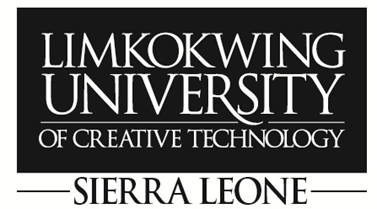 LIMKOKWING
UNIVERSITY
OF CREATIVE TECHNOLOGY
SIERRA LEONE